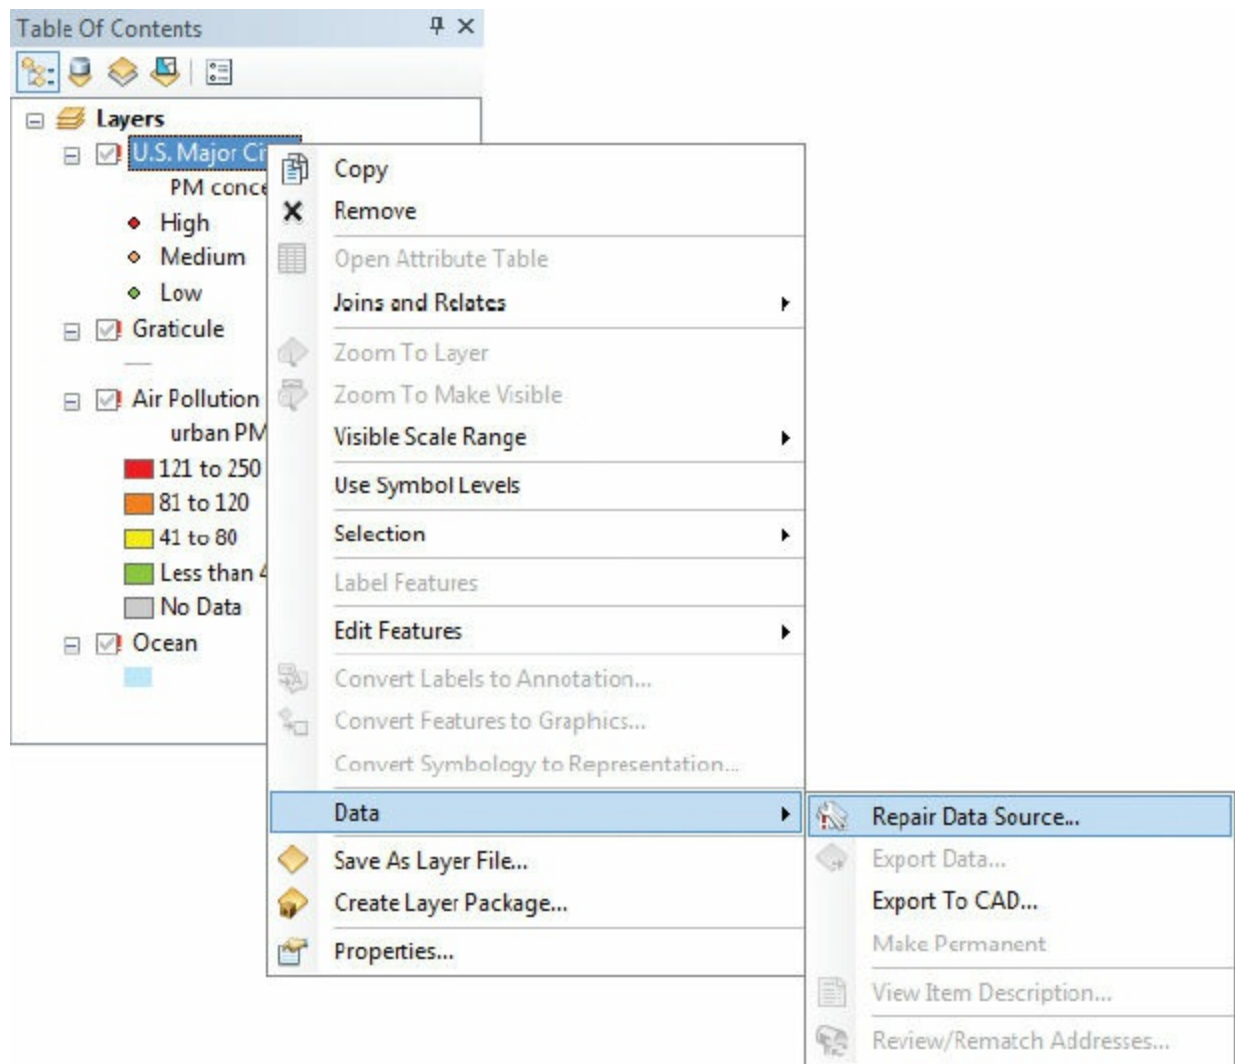 Table Of Contents
Layers
U.S. Major Ci
PM conce
High
Medium
Low
Graticule
Air Pollution
urban PM
121 to 250
81 to 120
41 to 80
Less than 4
No Data
Ocean
Copy
Remove
Open Attribute Table
Joins and Relates
Zoom To Layer
Zoom To Make Visible
Visible Scale Range
Use Symbol Levels
Selection
Label Features
Edit Features
Convert Labels to Annotation...
Convert Features to Graphics...
Convert Symbology to Representation...
Data
Save As Layer File...
Create Layer Package...
Properties...
Repair Data Source...
Export Data...
Export To CAD...
Make Permanent
View Item Description...
Review/Rematch Addresses...